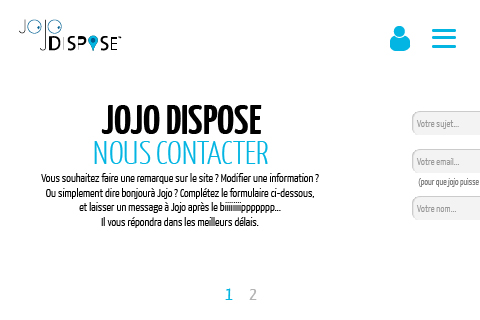 JOJO
DISPOSE
JOJO DISPOSE
NOUS CONTACTER
Vous souhaitez faire une remarque sur le site ? Modifier une information ?
Ou simplement dire bonjourà Jojo ? Complétez le formulaire ci-dessous,
et laisser un message à Jojo après le biiiiiiiippppppp...
Il vous répondra dans les meilleurs délais.
Votre sujet...
Votre email...
(pour que jojo puisse
Votre nom...
1 2